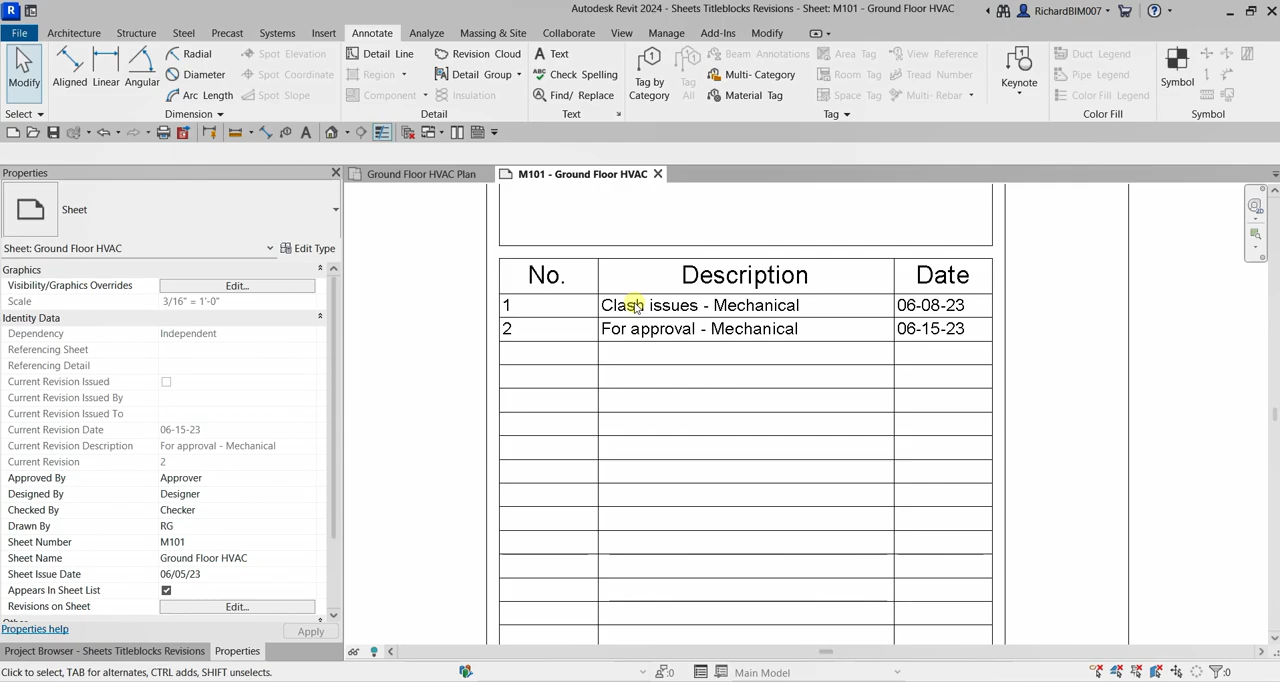 Autodesk Revit 2024 - Sheets Titleblocks Revisions - Sheet: M101 - Ground Floor HVAC
RichardBIM007
File Architecture Structure Steel Precast Systems Insert Annotate Analyze Massing & Site Collaborate View Manage Add-Ins Modify
Modify
Aligned Linear Angular
Radial
Diameter
Arc Length
Spot Elevation
Spot Coordinate
Spot Slope
Detail Line
Region
Component
Revision Cloud
Detail Group
Insulation
Text
Check Spelling
Find/ Replace
Tag by
Category
Tag
All
Beam Annotations
Multi- Category
Material Tag
Area Tag
Room Tag
Space Tag
View Reference
Tread Number
Multi- Rebar
Keynote
Duct Legend
Pipe Legend
Color Fill Legend
Symbol
Select Dimension Detail Text Tag Color Fill Symbol
Properties
Ground Floor HVAC Plan
M101 - Ground Floor HVAC
Sheet
Sheet: Ground Floor HVAC Edit Type
Graphics
Visibility/Graphics Overrides Edit...
Scale 3/16" = 1'-0"
Identity Data
Dependency Independent
Referencing Sheet
Referencing Detail
Current Revision Issued
Current Revision Issued By
Current Revision Issued To
Current Revision Date 06-15-23
Current Revision Description For approval - Mechanical
Current Revision 2
Approved By Approver
Designed By Designer
Checked By Checker
Drawn By RG
Sheet Number M101
Sheet Name Ground Floor HVAC
Sheet Issue Date 06/05/23
Appears In Sheet List
Revisions on Sheet Edit...
Properties help Apply
Project Browser - Sheets Titleblocks Revisions Properties
No. Description Date
1 Clash issues - Mechanical 06-08-23
2 For approval - Mechanical 06-15-23
Click to select, TAB for alternates, CTRL adds, SHIFT unselects.
:0
Main Model
:0